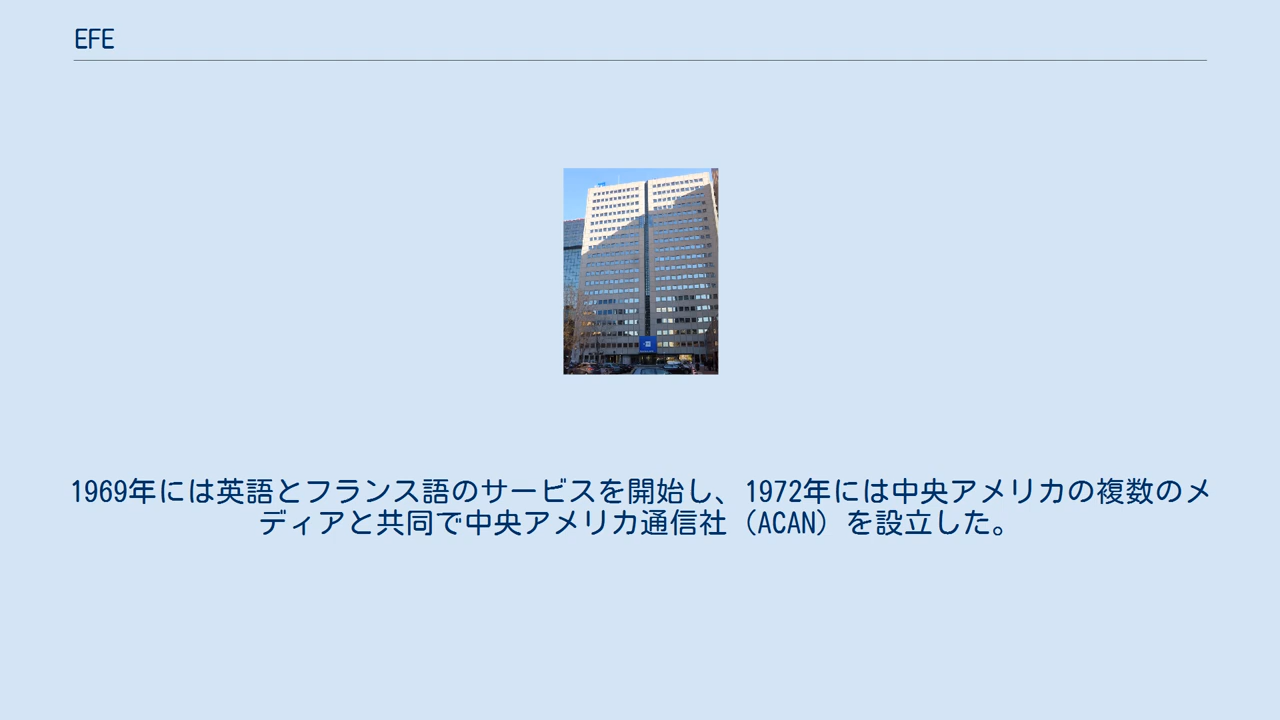 EFE
1969年には英語とフランス語のサービスを開始し、1972年には中央アメリカの複数のメ
ディアと共同で中央アメリカ通信社（ACAN）を設立した。